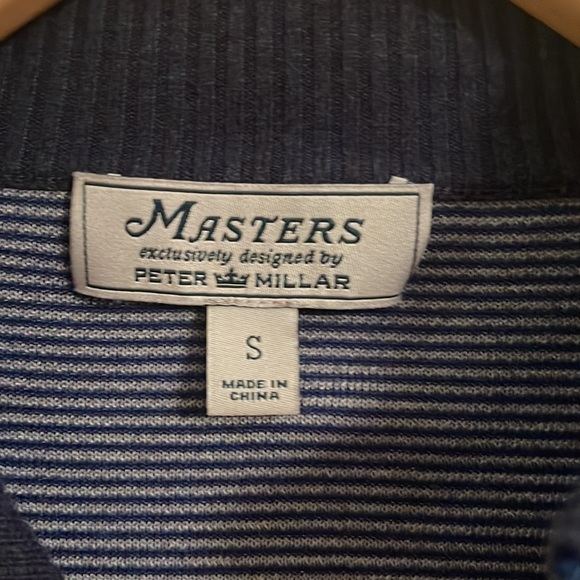 MASTERS
exclusively designed by
PETER MILLAR
S
MADE IN
CHINA